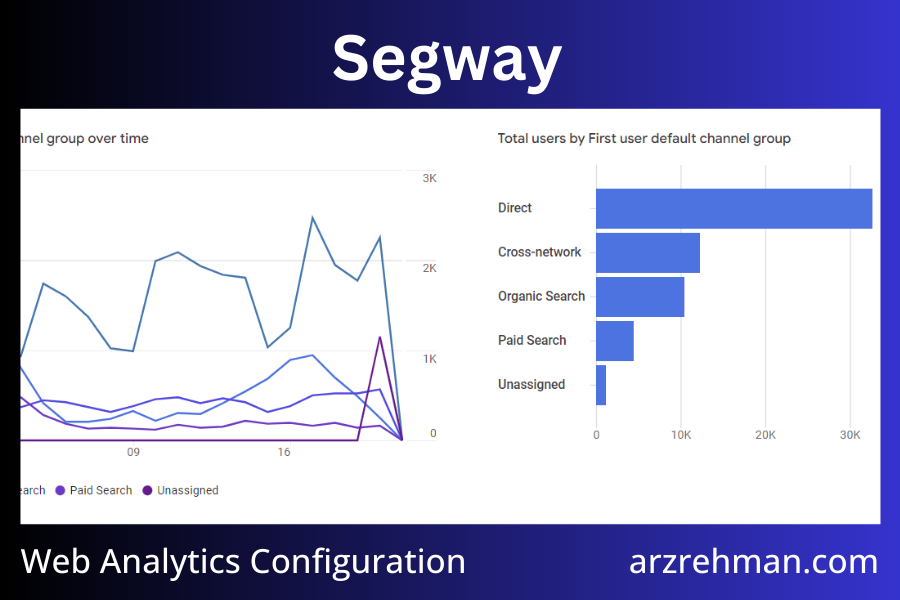 Segway
nnel group over time
Total users by First user default channel group
3K
2K
1K
0
09
16
earch
Paid Search
Unassigned
Direct
Cross-network
Organic Search
Paid Search
Unassigned
0
10K
20K
30K
Web Analytics Configuration
arzrehman.com